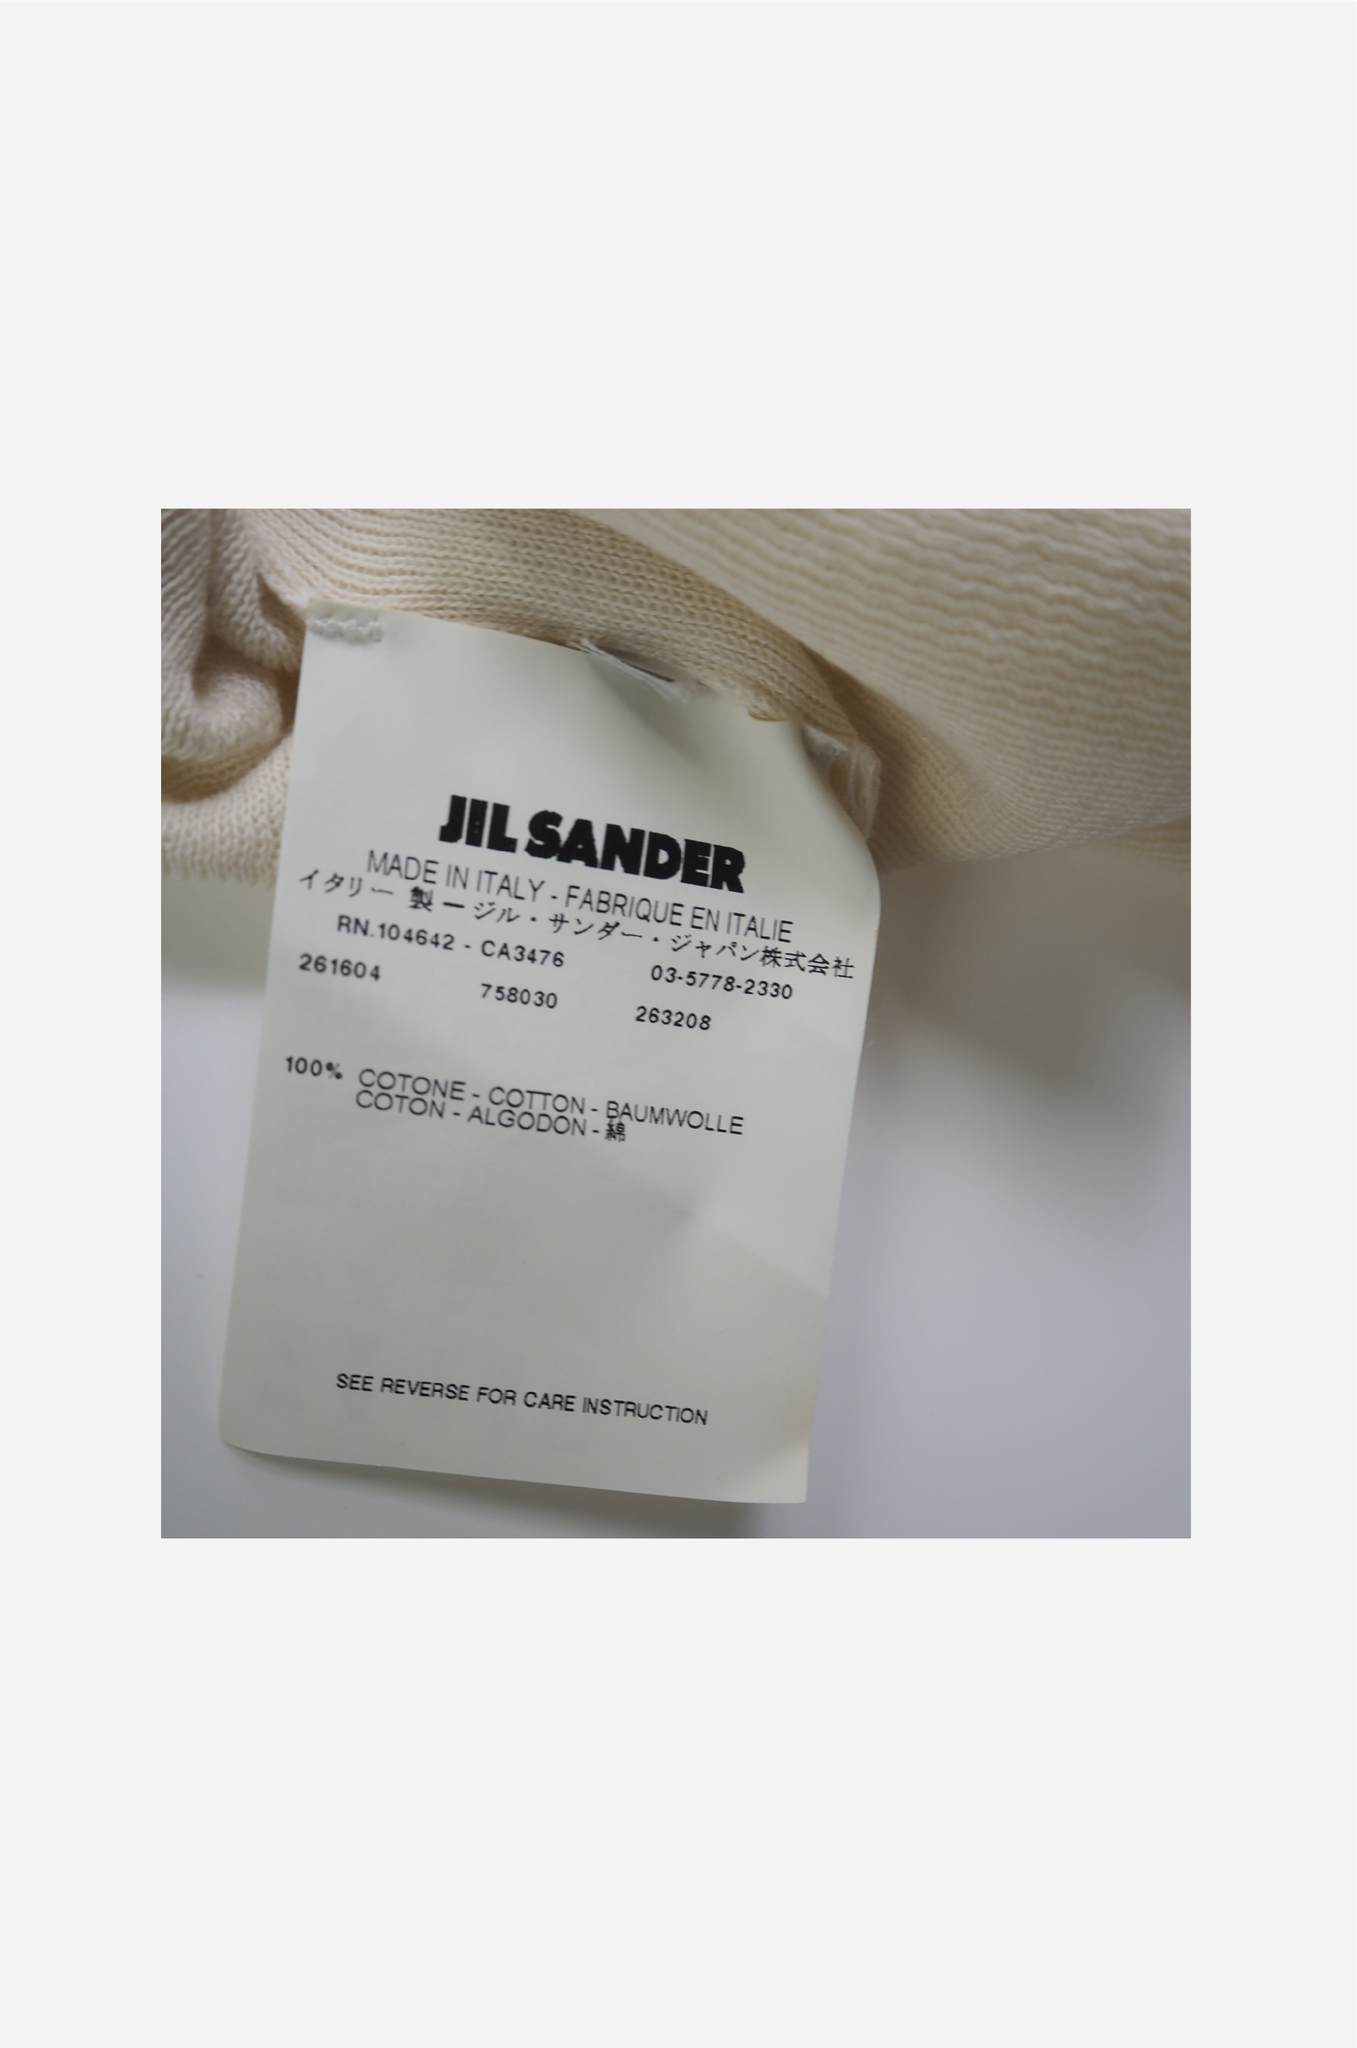 JIL SANDER
MADE IN ITALY - FABRIQUE EN ITALIE
イタリー 製 ー ジル・サンダー・ジャパン株式会社
RN.104642 - CA3476 03-5778-2330
261604 758030 263208
100% COTONE - COTTON - BAUMWOLLE
COTON - ALGODON - 綿
SEE REVERSE FOR CARE INSTRUCTION